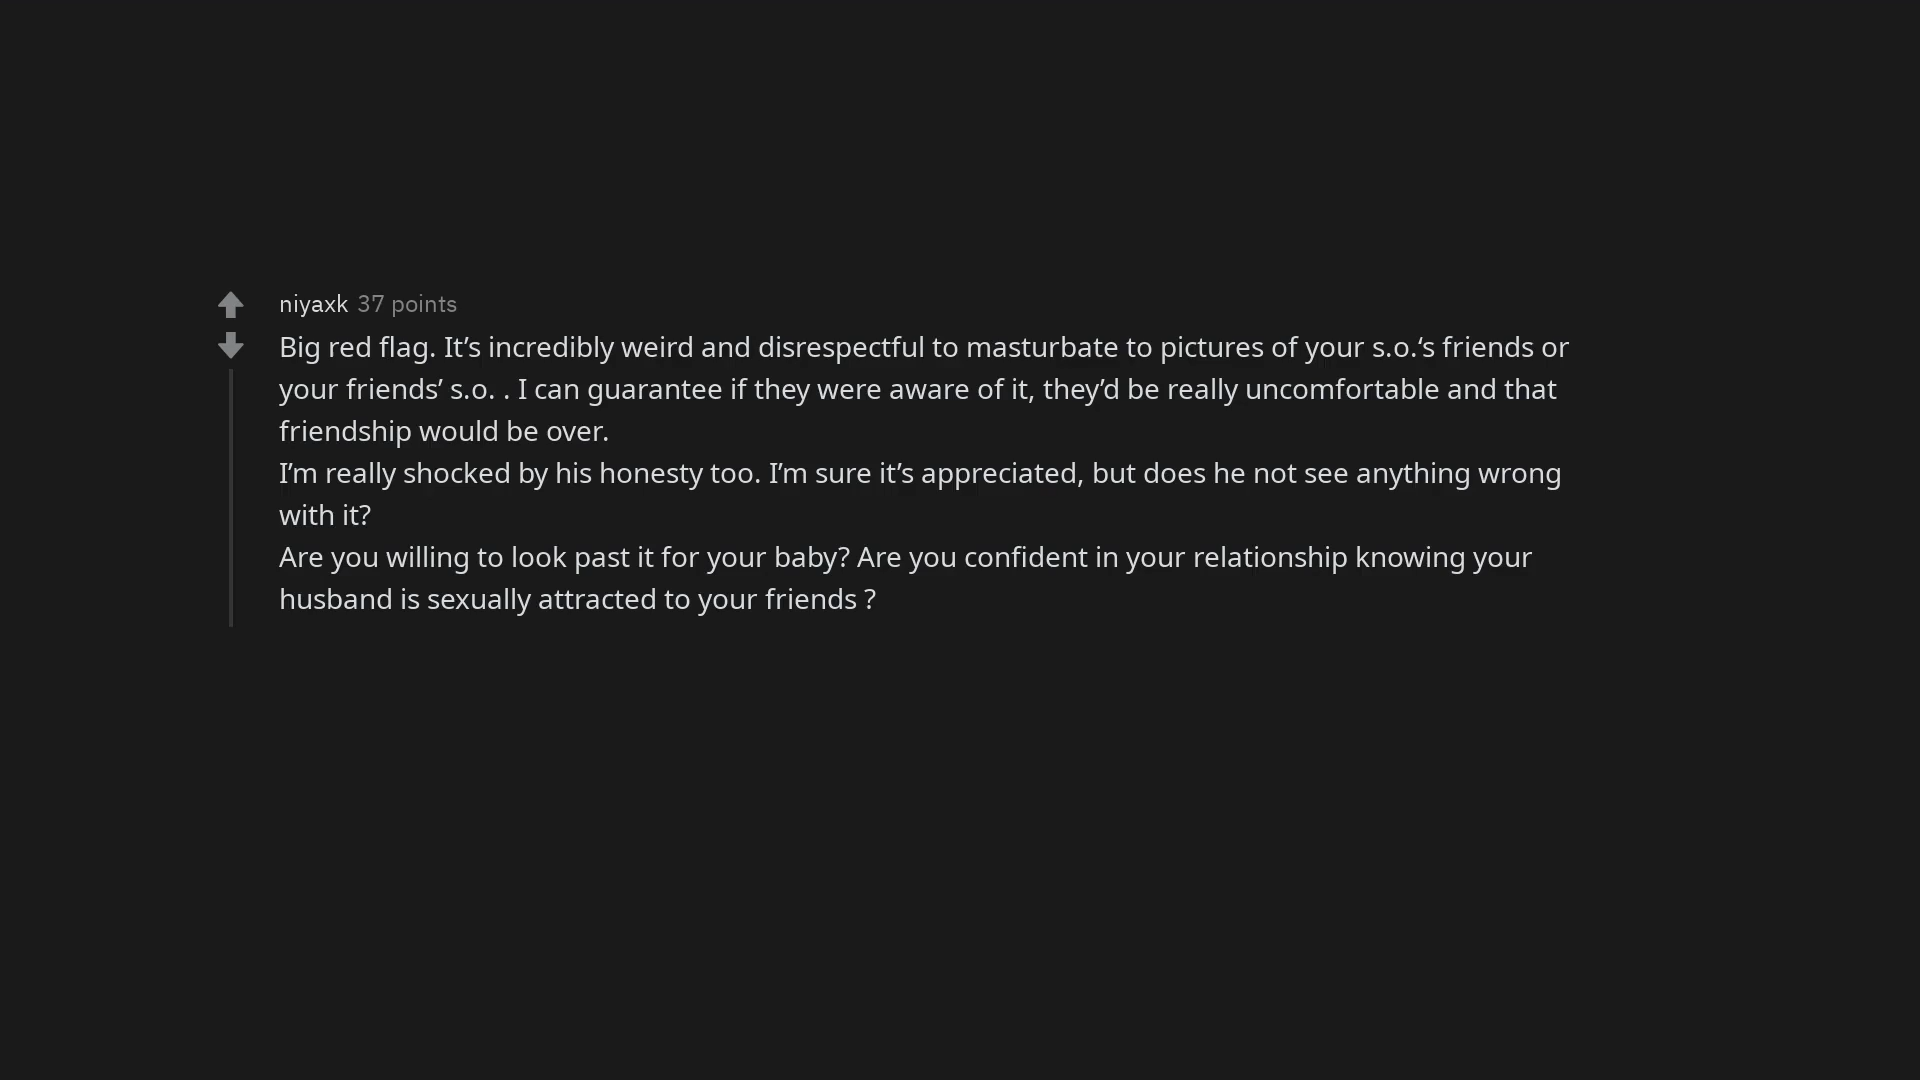 niyaxk 37 points
Big red flag. It’s incredibly weird and disrespectful to masturbate to pictures of your s.o.‘s friends or
your friends’ s.o. . I can guarantee if they were aware of it, they’d be really uncomfortable and that
friendship would be over.
I’m really shocked by his honesty too. I’m sure it’s appreciated, but does he not see anything wrong
with it?
Are you willing to look past it for your baby? Are you confident in your relationship knowing your
husband is sexually attracted to your friends ?